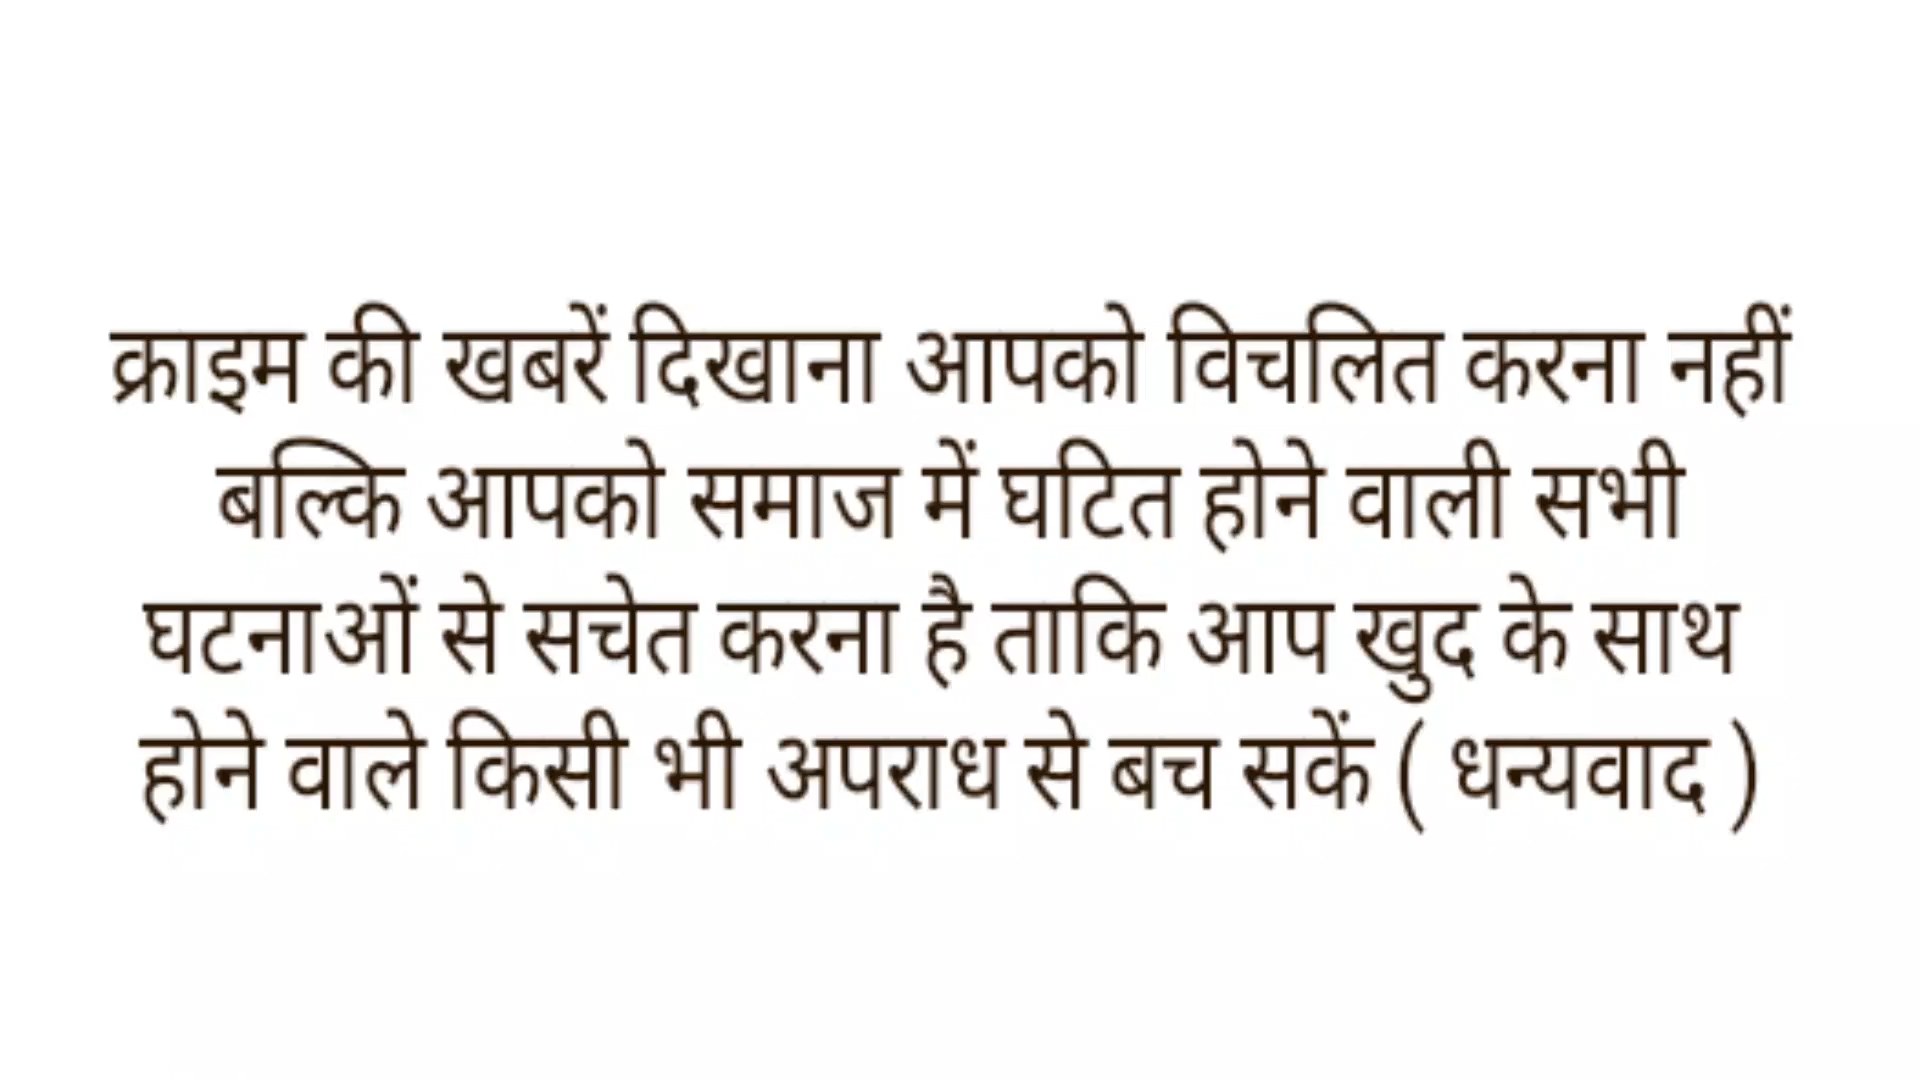 क्राइम की खबरें दिखाना आपको विचलित करना नहीं
बल्कि आपको समाज में घटित होने वाली सभी
घटनाओं से सचेत करना है ताकि आप खुद के साथ
होने वाले किसी भी अपराध से बच सकें ( धन्यवाद )